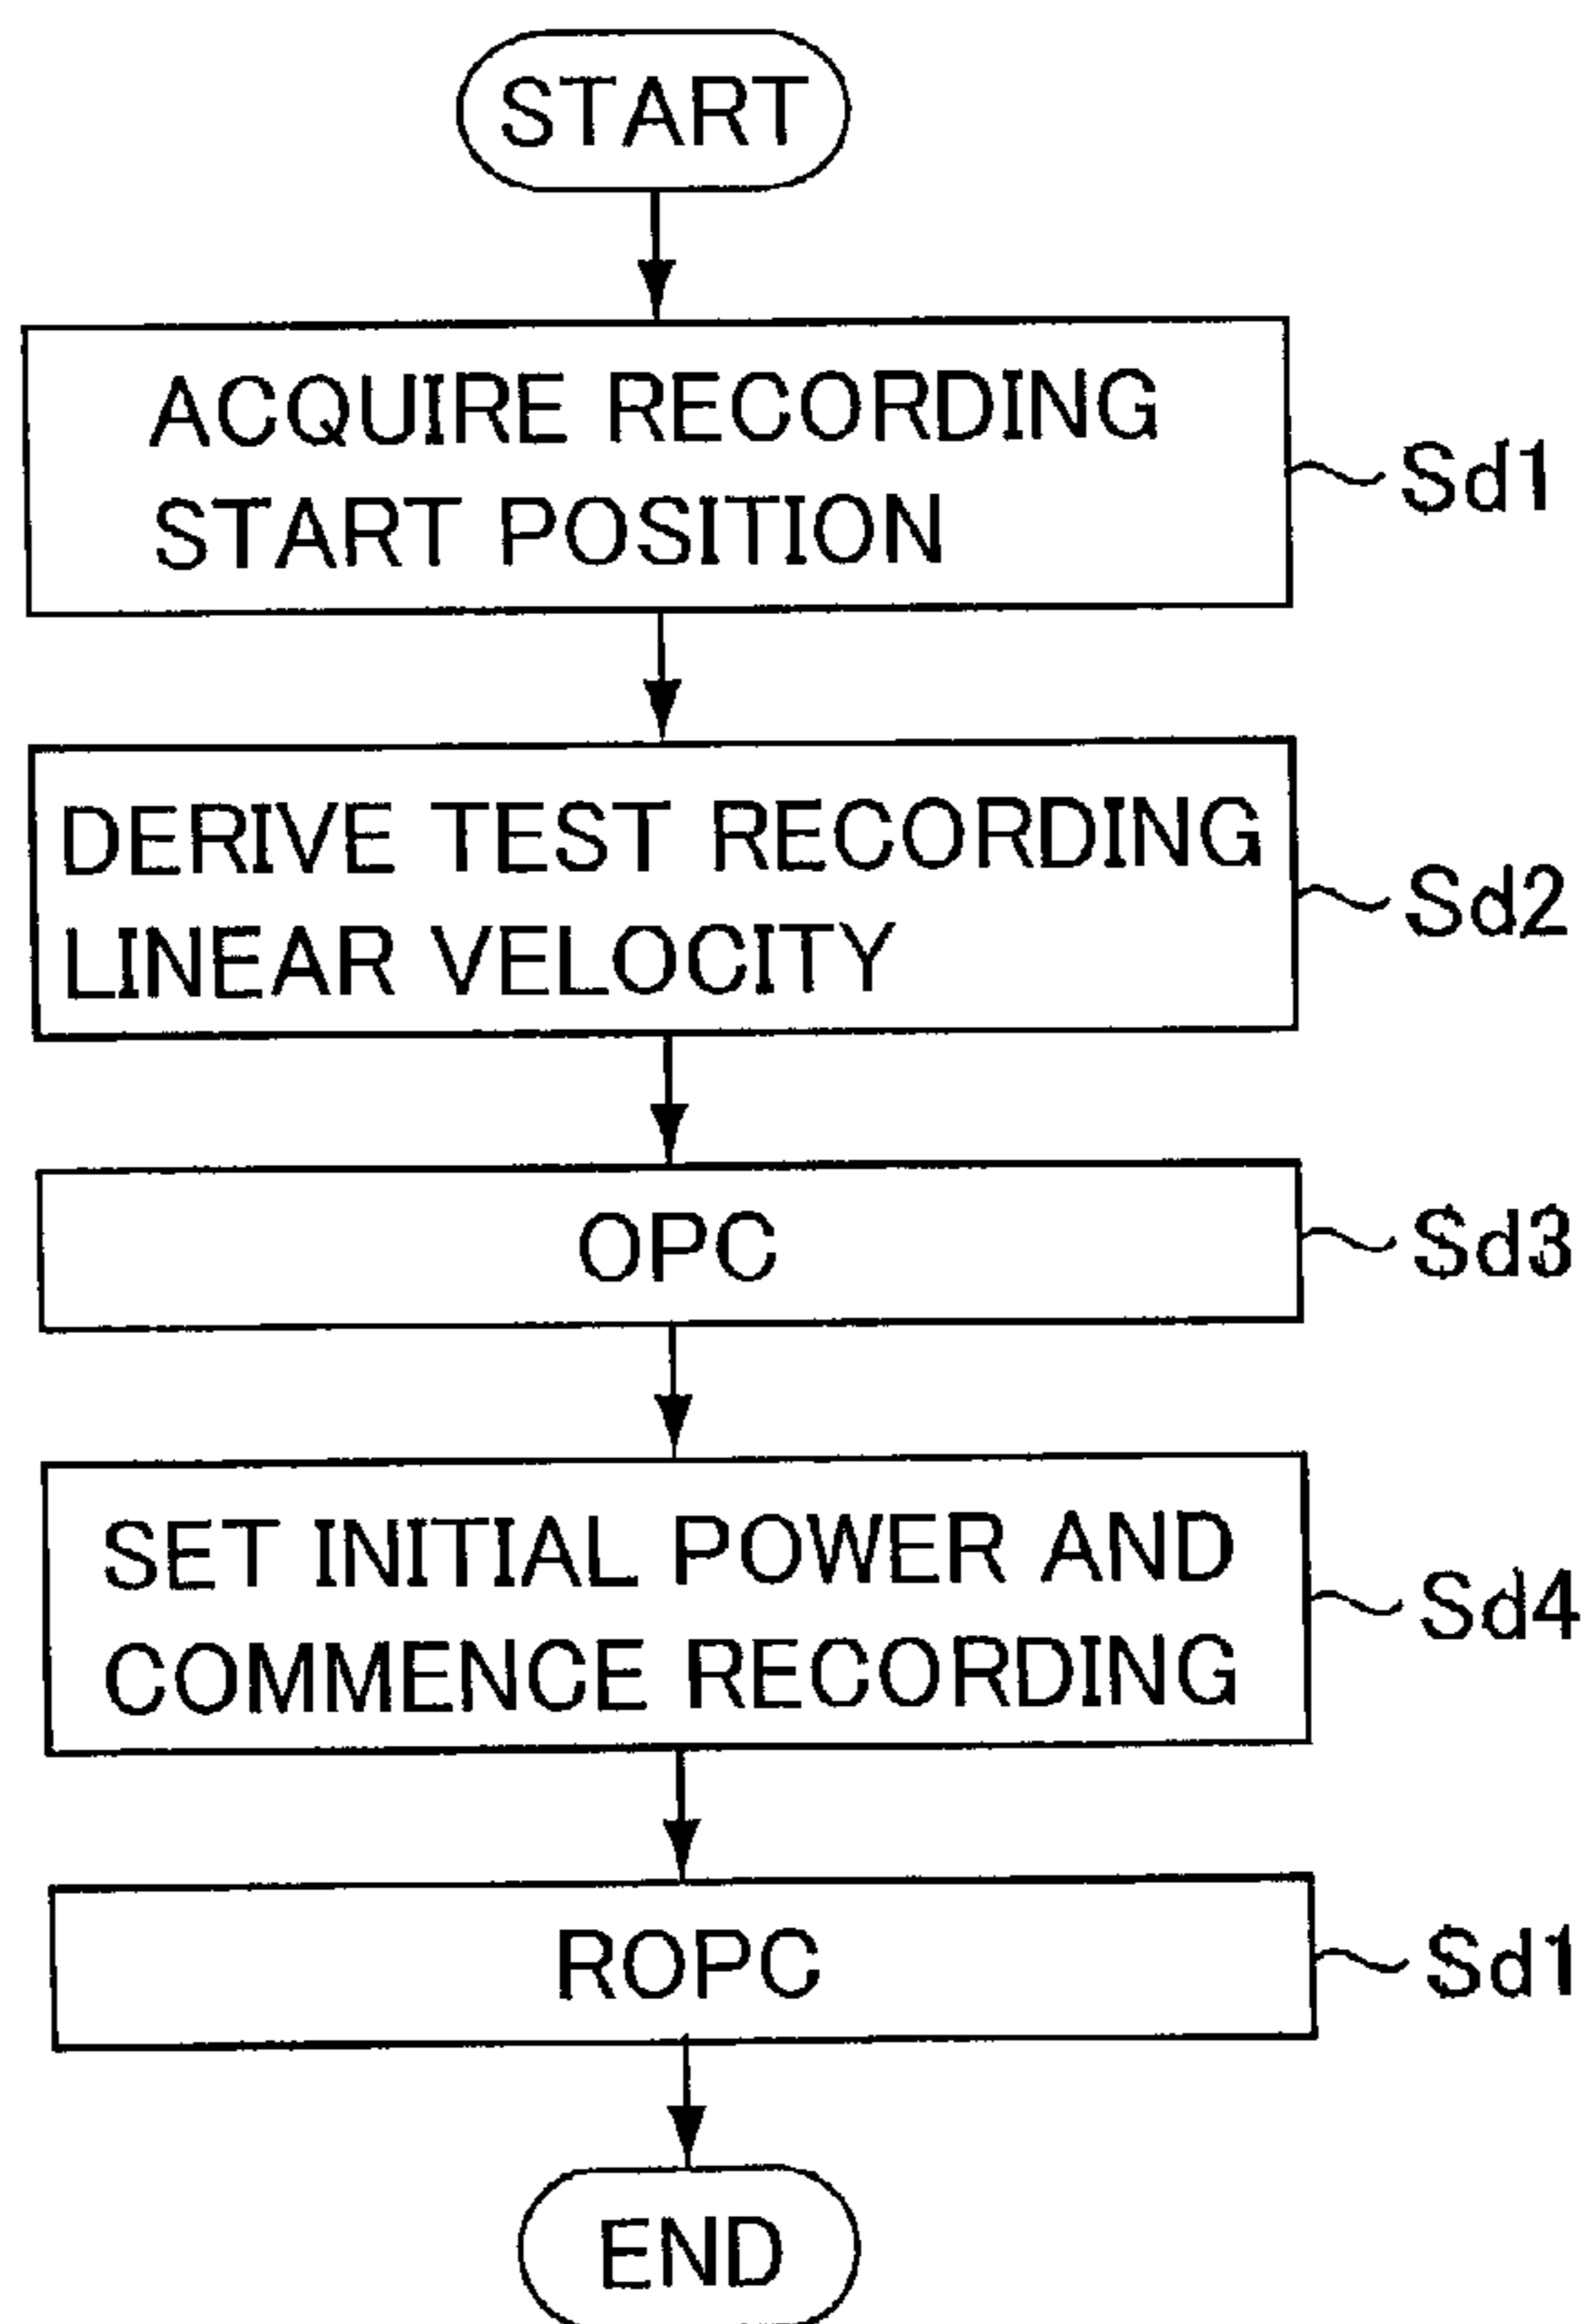 START
ACQUIRE RECORDING
START POSITION
Sd1
DERIVE TEST RECORDING
LINEAR VELOCITY
Sd2
OPC
Sd3
SET INITIAL POWER AND
COMMENCE RECORDING
Sd4
ROPC
Sd1
END